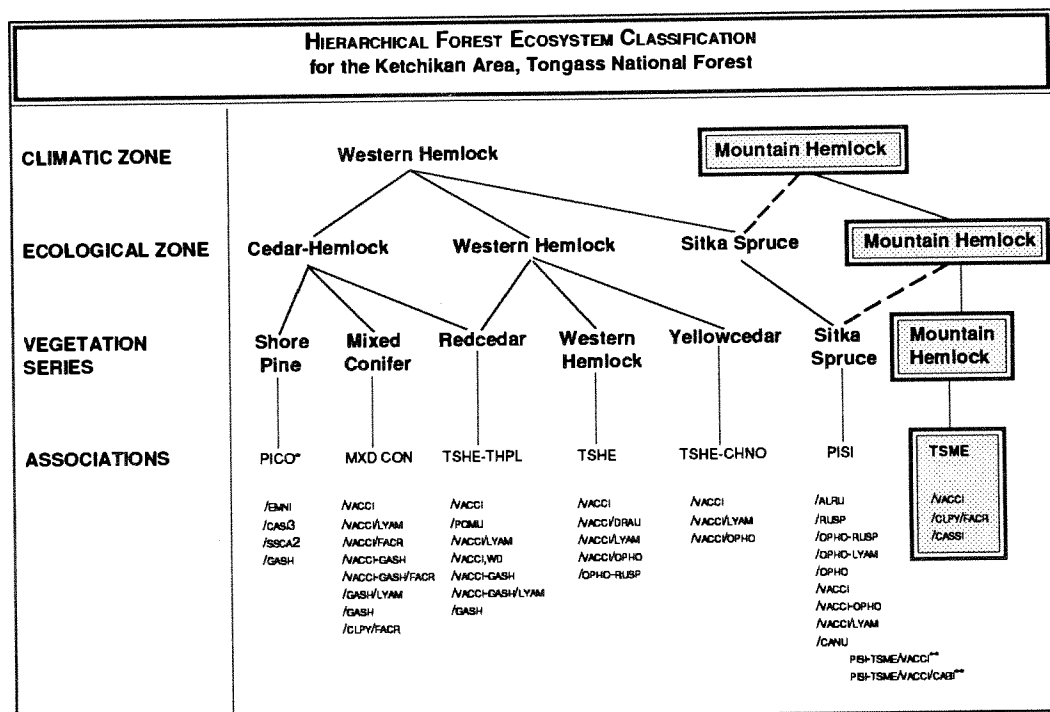 HIERARCHICAL FOREST ECOSYSTEM CLASSIFICATION
for the Ketchikan Area, Tongass National Forest
CLIMATIC ZONE
Western Hemlock
Mountain Hemlock
ECOLOGICAL ZONE
Cedar-Hemlock
Western Hemlock
Sitka Spruce
Mountain Hemlock
VEGETATION
SERIES
Shore
Pine
Mixed
Conifer
Redcedar
Western
Hemlock
Yellowcedar
Sitka
Spruce
Mountain
Hemlock
ASSOCIATIONS
PICO*
/EMNI
/CASI3
/SSCA2
/GASH
MXD CON
/VACCI
/VACCI/LYAM
/VACCI/FACR
/VACCI-GASH
/VACCI-GASH/FACR
/GASH/LYAM
/GASH
/CLPY/FACR
TSHE-THPL
/VACCI
/POMU
/VACCI/LYAM
/VACCI,WD
/VACCI-GASH
/VACCI-GASH/LYAM
/GASH
TSHE
/VACCI
/VACCI/DRAU
/VACCI/LYAM
/VACCI/OPHO
/OPHO-RUSP
TSHE-CHNO
/VACCI
/VACCI/LYAM
/VACCI/OPHO
PISI
/ALRU
/RUSP
/OPHO-RUSP
/OPHO-LYAM
/OPHO
/VACCI
/VACCI-OPHO
/VACCI/LYAM
/CANU
PISI-TSME/VACCI**
PISI-TSME/VACCI/CABI**
TSME
/VACCI
/CLPY/FACR
/CASSI